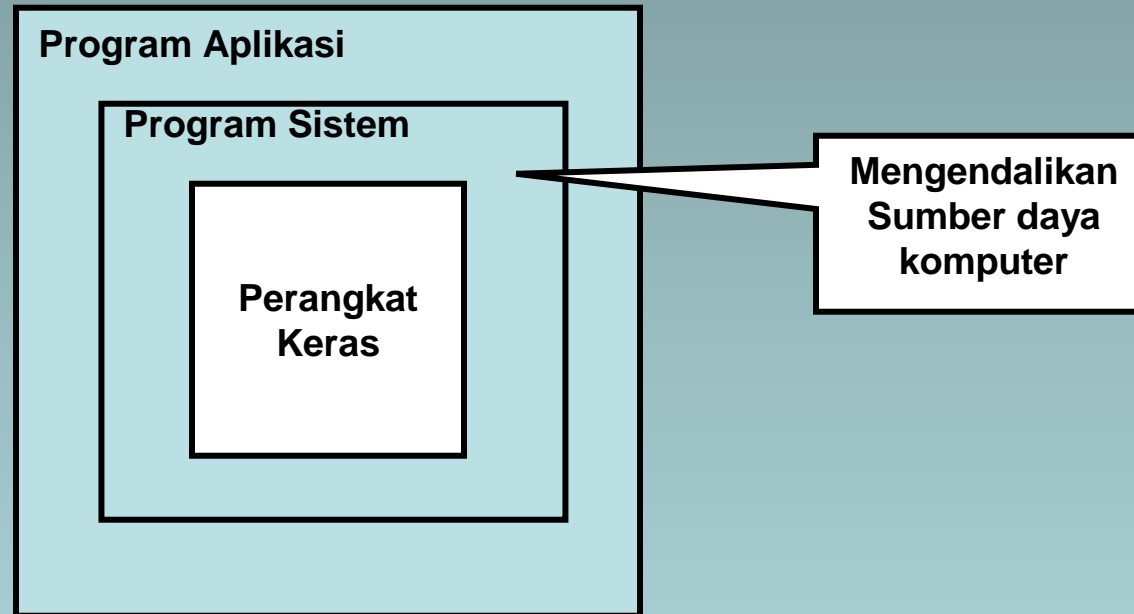 Program Aplikasi
Program Sistem
Perangkat
Keras
Mengendalikan
Sumber daya
komputer